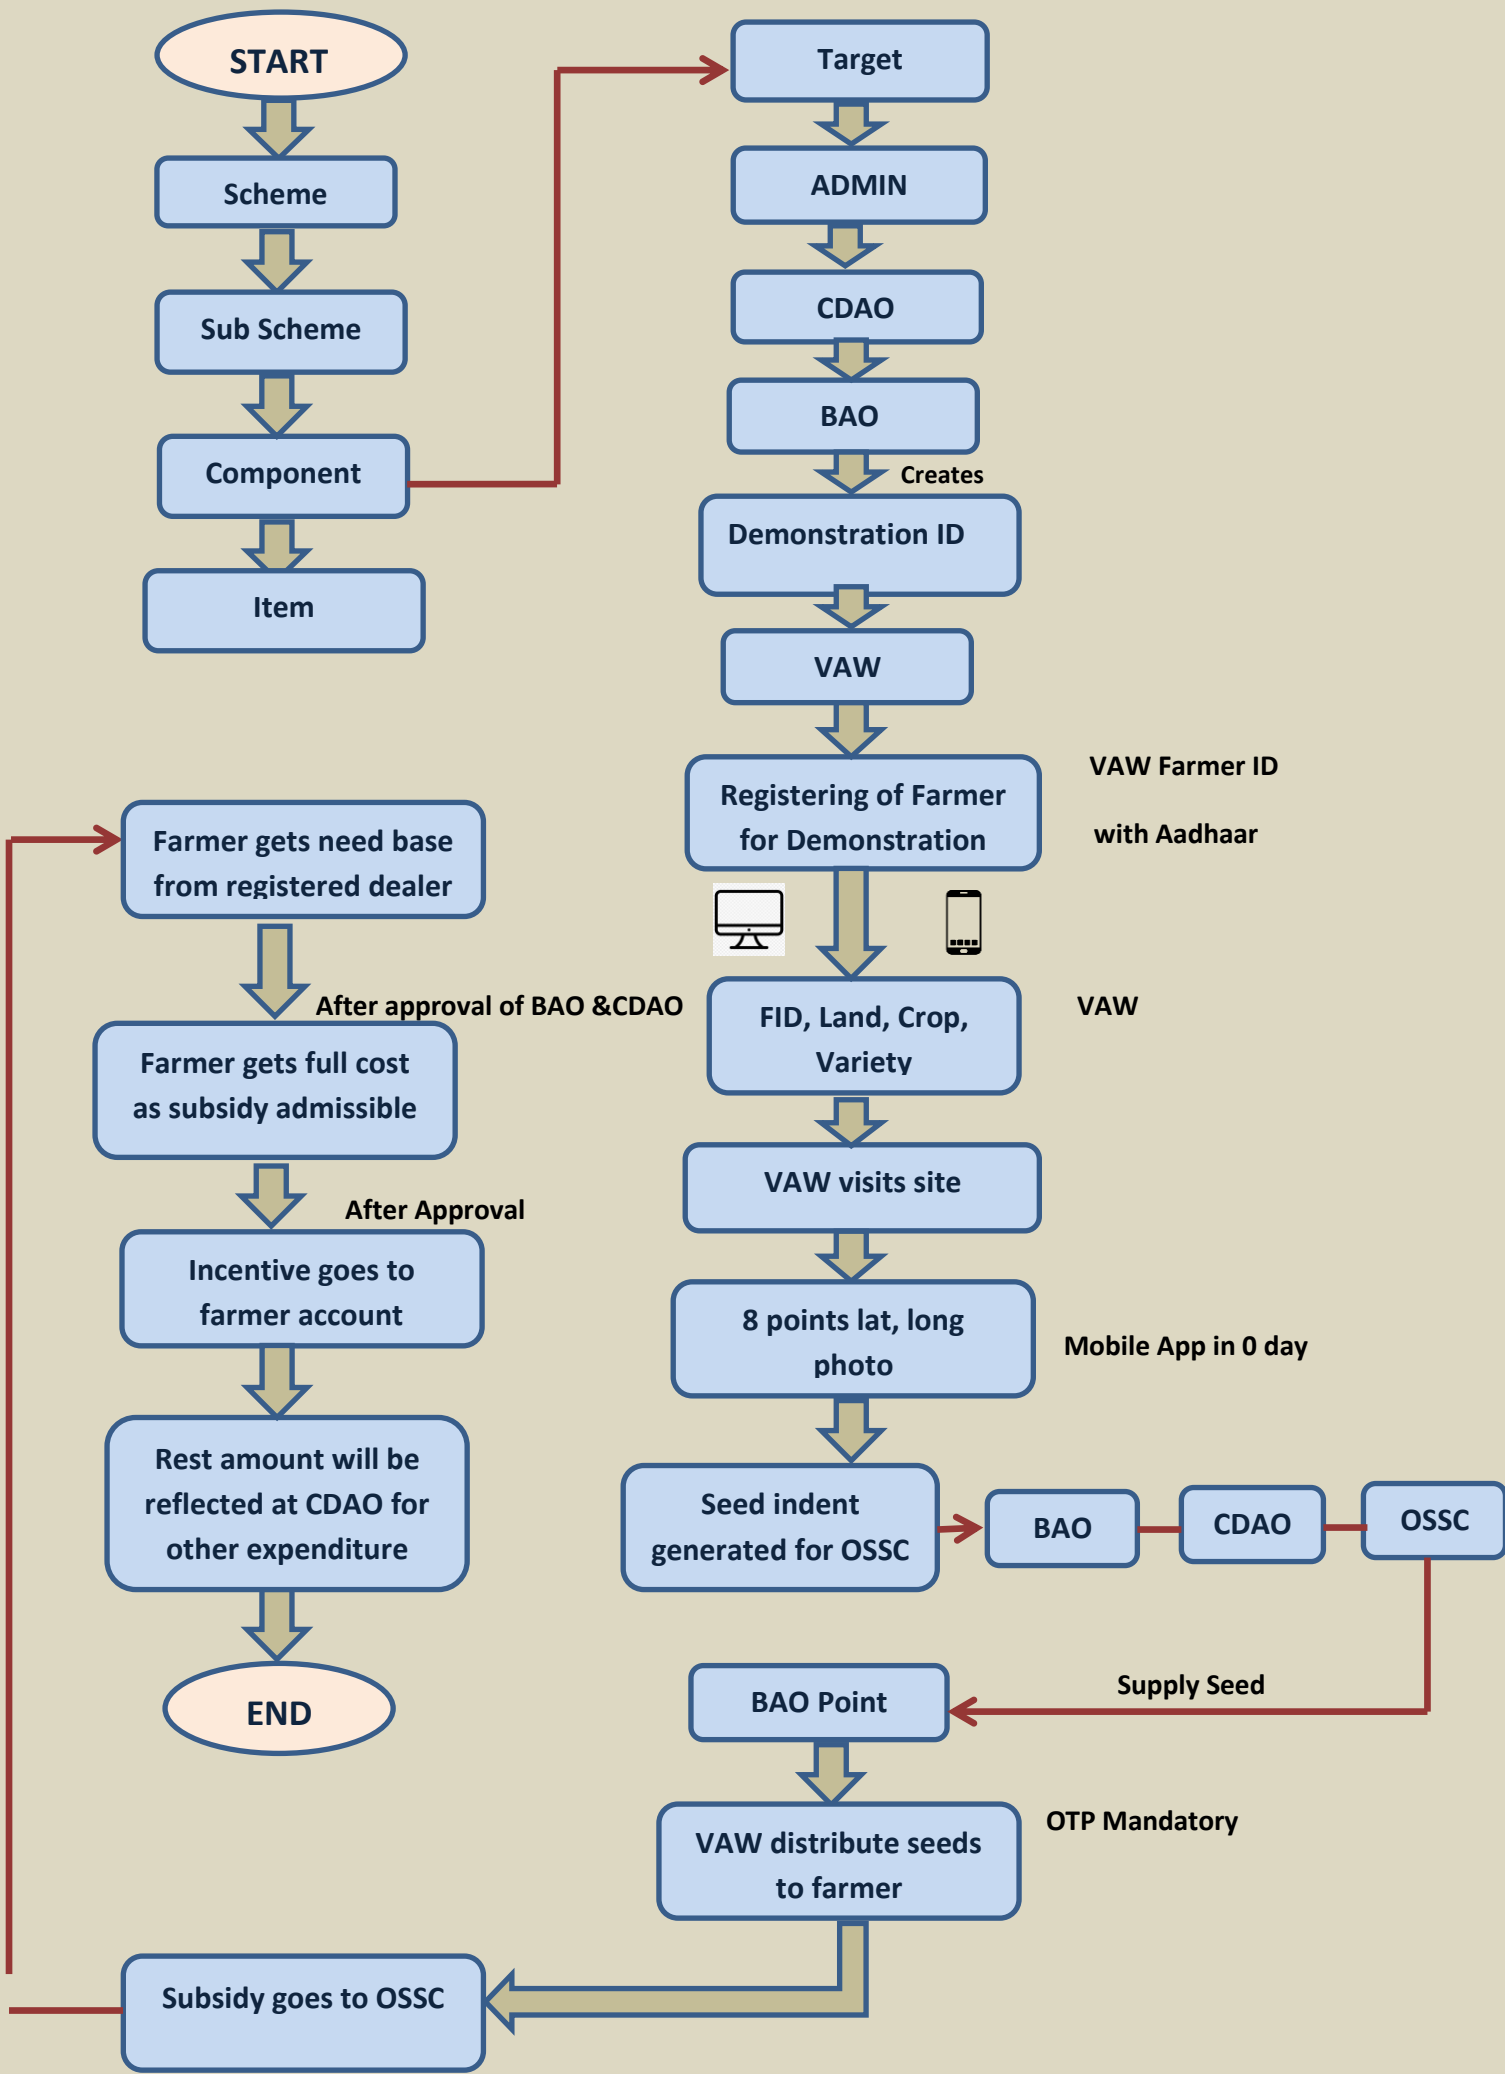 START
Scheme
Sub Scheme
Component
Item
Target
ADMIN
CDAO
BAO
Creates
Demonstration ID
VAW
Registering of Farmer
for Demonstration
VAW Farmer ID
with Aadhaar
FID, Land, Crop,
Variety
VAW
VAW visits site
8 points lat, long
photo
Mobile App in 0 day
Seed indent
generated for OSSC
BAO
CDAO
OSSC
Supply Seed
BAO Point
OTP Mandatory
VAW distribute seeds
to farmer
Subsidy goes to OSSC
Farmer gets need base
from registered dealer
After approval of BAO &CDAO
Farmer gets full cost
as subsidy admissible
After Approval
Incentive goes to
farmer account
Rest amount will be
reflected at CDAO for
other expenditure
END